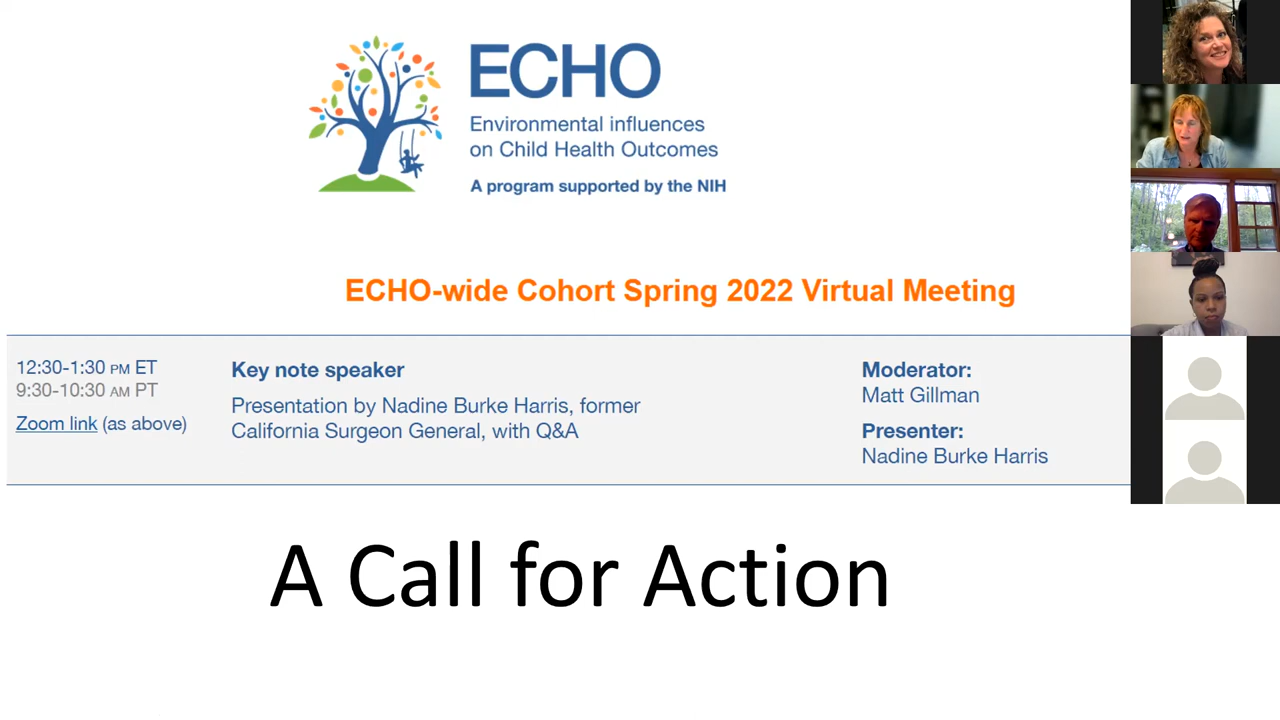 ECHO
Environmental influences
on Child Health Outcomes
A program supported by the NIH
ECHO-wide Cohort Spring 2022 Virtual Meeting
12:30-1:30 PM ET
9:30-10:30 AM PT
Zoom link (as above)
Key note speaker
Presentation by Nadine Burke Harris, former
California Surgeon General, with Q&A
Moderator:
Matt Gillman
Presenter:
Nadine Burke Harris
A Call for Action